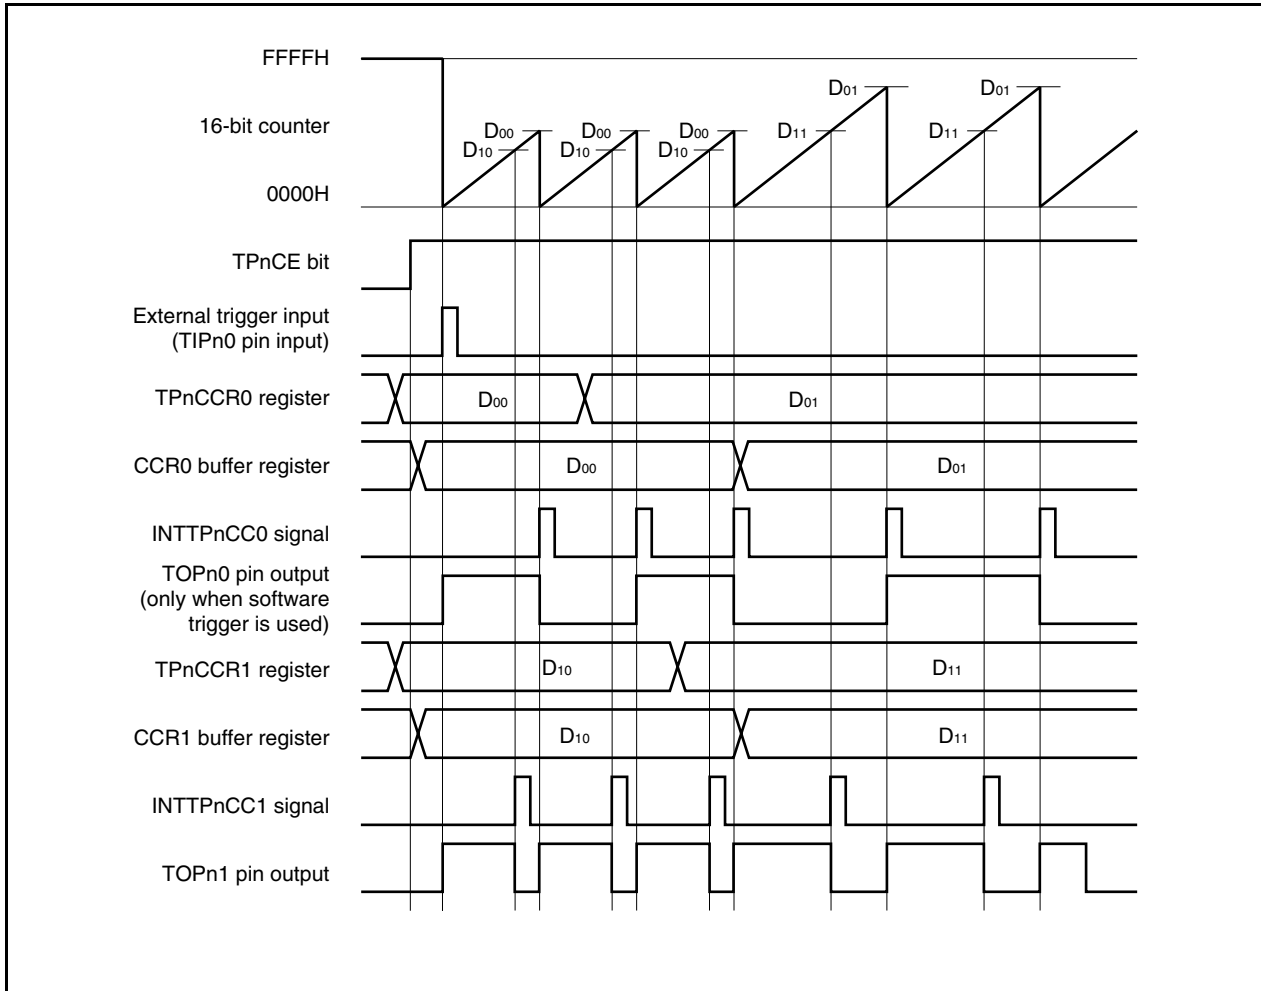 FFFFH
D01
D01
16-bit counter
D00
D00
D00
D11
D11
D10
D10
D10
0000H
TPnCE bit
External trigger input
(TIPn0 pin input)
TPnCCR0 register
D00
D01
CCR0 buffer register
D00
D01
INTTPnCC0 signal
TOPn0 pin output
(only when software
trigger is used)
TPnCCR1 register
D10
D11
CCR1 buffer register
D10
D11
INTTPnCC1 signal
TOPn1 pin output